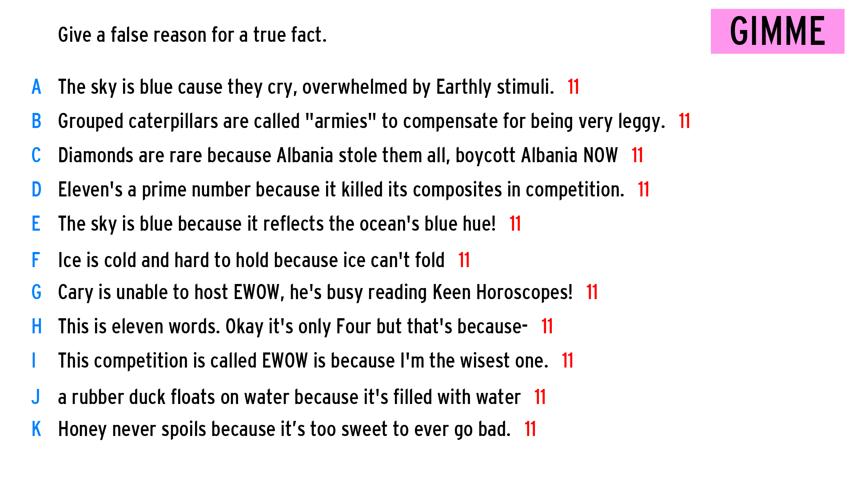 Give a false reason for a true fact.
GIMME
A The sky is blue cause they cry, overwhelmed by Earthly stimuli. 11
B Grouped caterpillars are called "armies" to compensate for being very leggy. 11
C Diamonds are rare because Albania stole them all, boycott Albania NOW 11
D Eleven's a prime number because it killed its composites in competition. 11
E The sky is blue because it reflects the ocean's blue hue! 11
F Ice is cold and hard to hold because ice can't fold 11
G Cary is unable to host EWOW, he's busy reading Keen Horoscopes! 11
H This is eleven words. Okay it's only Four but that's because- 11
I This competition is called EWOW is because I'm the wisest one. 11
J a rubber duck floats on water because it's filled with water 11
K Honey never spoils because it’s too sweet to ever go bad. 11